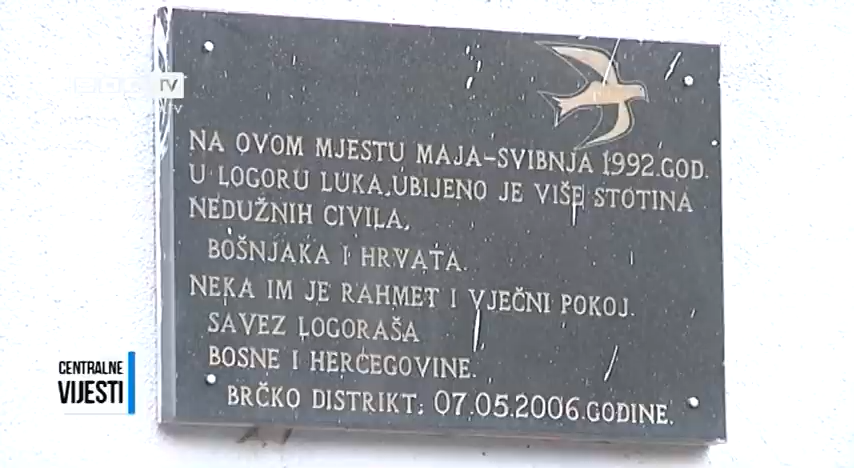 TV
NA OVOM MJESTU MAJA-SVIBNJA 1992.GOD.
U LOGORU LUKA,UBIJENO JE VIŠE STOTINA
NEDUŽNIH CIVILA,
BOŠNJAKA I HRVATA.
NEKA IM JE RAHMET I VJEČNI POKOJ.
SAVEZ LOGORAŠA
BOSNE I HERCEGOVINE.
BRČKO DISTRIKT, 07.05.2006.GODINE.
CENTRALNE
VIJESTI